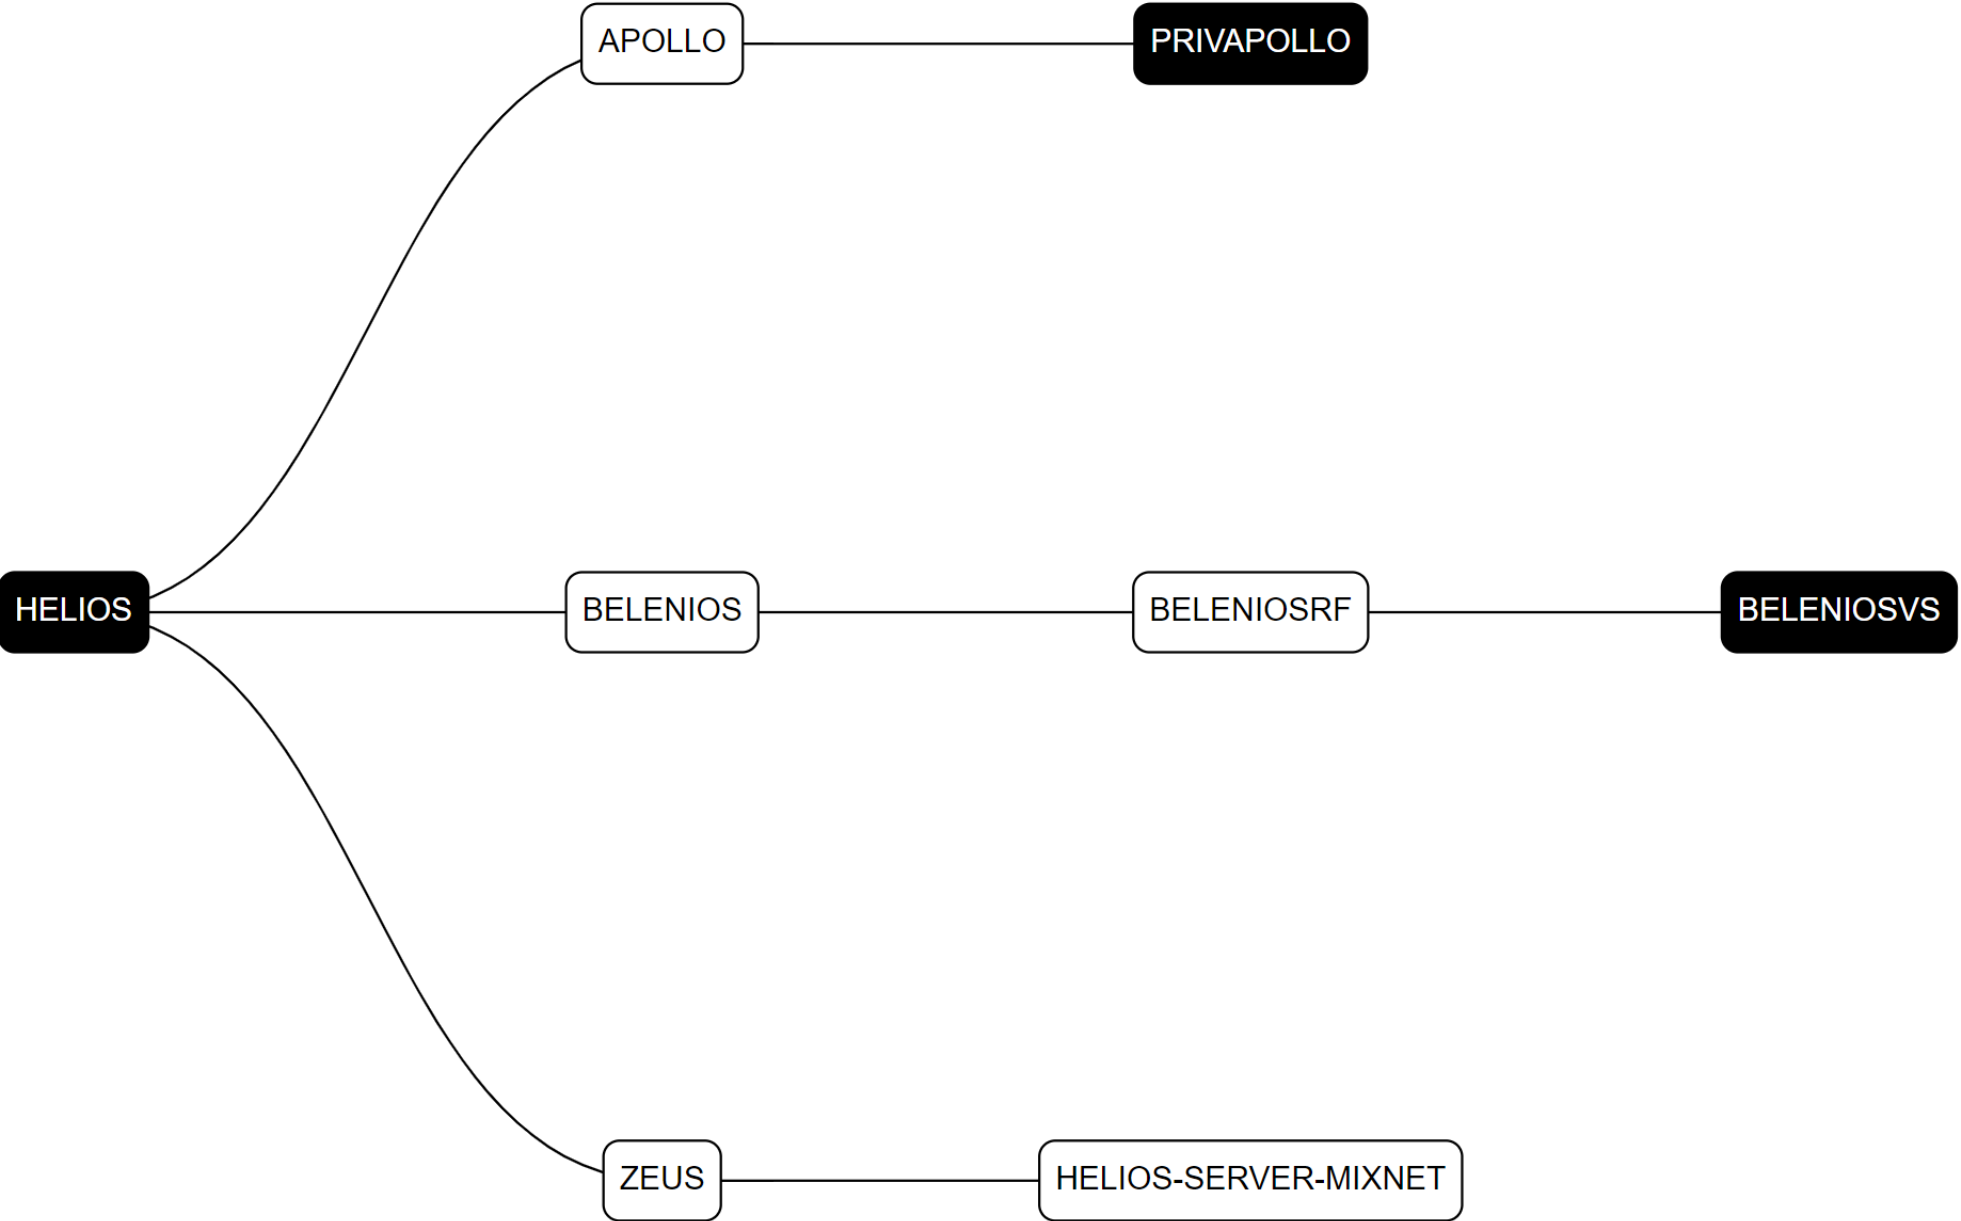 APOLLO
PRIVAPOLLO
HELIOS
BELENIOS
BELENIOSRF
BELENIOSVS
ZEUS
HELIOS-SERVER-MIXNET